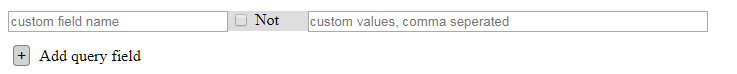 custom field name Not custom values, comma seperated
+ Add query field